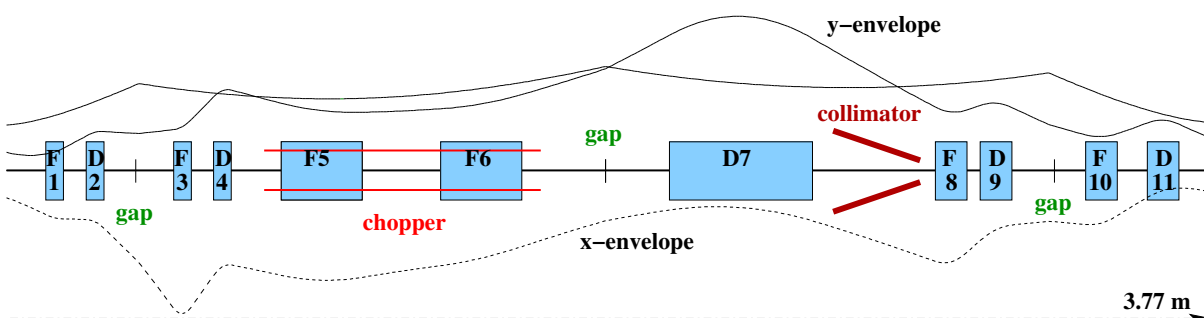 y−envelope
collimator
gap
F
1
D
2
F
3
D
4
F5
F6
D7
F
8
D
9
F
10
D
11
gap
chopper
x−envelope
gap
3.77 m